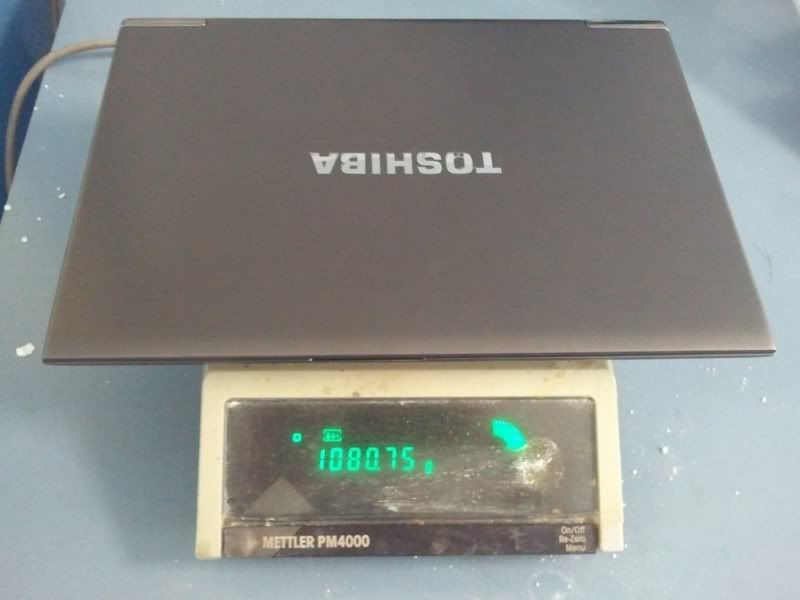 TOSHIBA
1080.75 g
METTLER PM4000
On/Off
Re-Zero
Menu